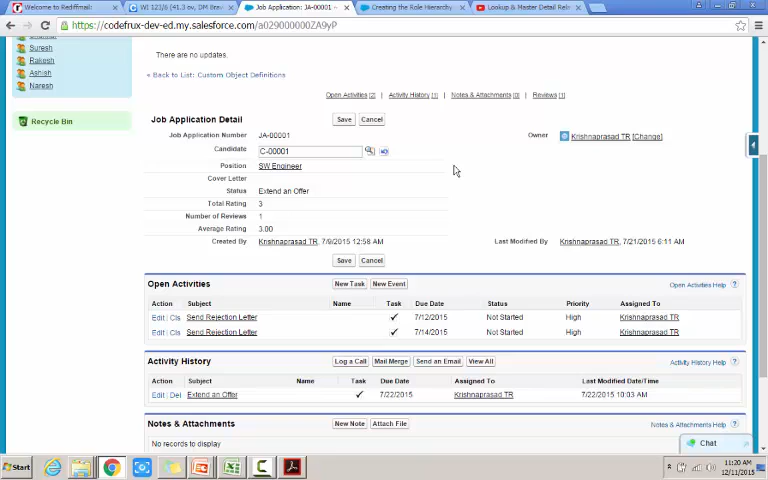 Welcome to Rediffmail:
WI 123/6 (41.3 ov, DM Brav
Job Application: JA-00001 ~
Creating the Role Hierarchy
Lookup & Master Detail Rela
https://codefrux-dev-ed.my.salesforce.com/a029000000ZA9yP
Suresh
Rakesh
Ashish
Naresh
Recycle Bin
There are no updates.
« Back to List: Custom Object Definitions
Open Activities [2] | Activity History [1] | Notes & Attachments [0] | Reviews [1]
Job Application Detail
Save Cancel
Job Application Number JA-00001
Owner Krishnaprasad TR [Change]
Candidate C-00001
Position SW Engineer
Cover Letter
Status Extend an Offer
Total Rating 3
Number of Reviews 1
Average Rating 3.00
Created By Krishnaprasad TR, 7/9/2015 12:58 AM
Last Modified By Krishnaprasad TR, 7/21/2015 6:11 AM
Save Cancel
Open Activities New Task New Event Open Activities Help ?
Action Subject Name Task Due Date Status Priority Assigned To
Edit | Cls Send Rejection Letter 7/12/2015 Not Started High Krishnaprasad TR
Edit | Cls Send Rejection Letter 7/14/2015 Not Started High Krishnaprasad TR
Activity History Log a Call Mail Merge Send an Email View All Activity History Help ?
Action Subject Name Task Due Date Assigned To Last Modified Date/Time
Edit | Del Extend an Offer 7/22/2015 Krishnaprasad TR 7/22/2015 10:03 AM
Notes & Attachments New Note Attach File Notes & Attachments Help ?
No records to display
Chat
Start
11:20 AM
12/11/2015